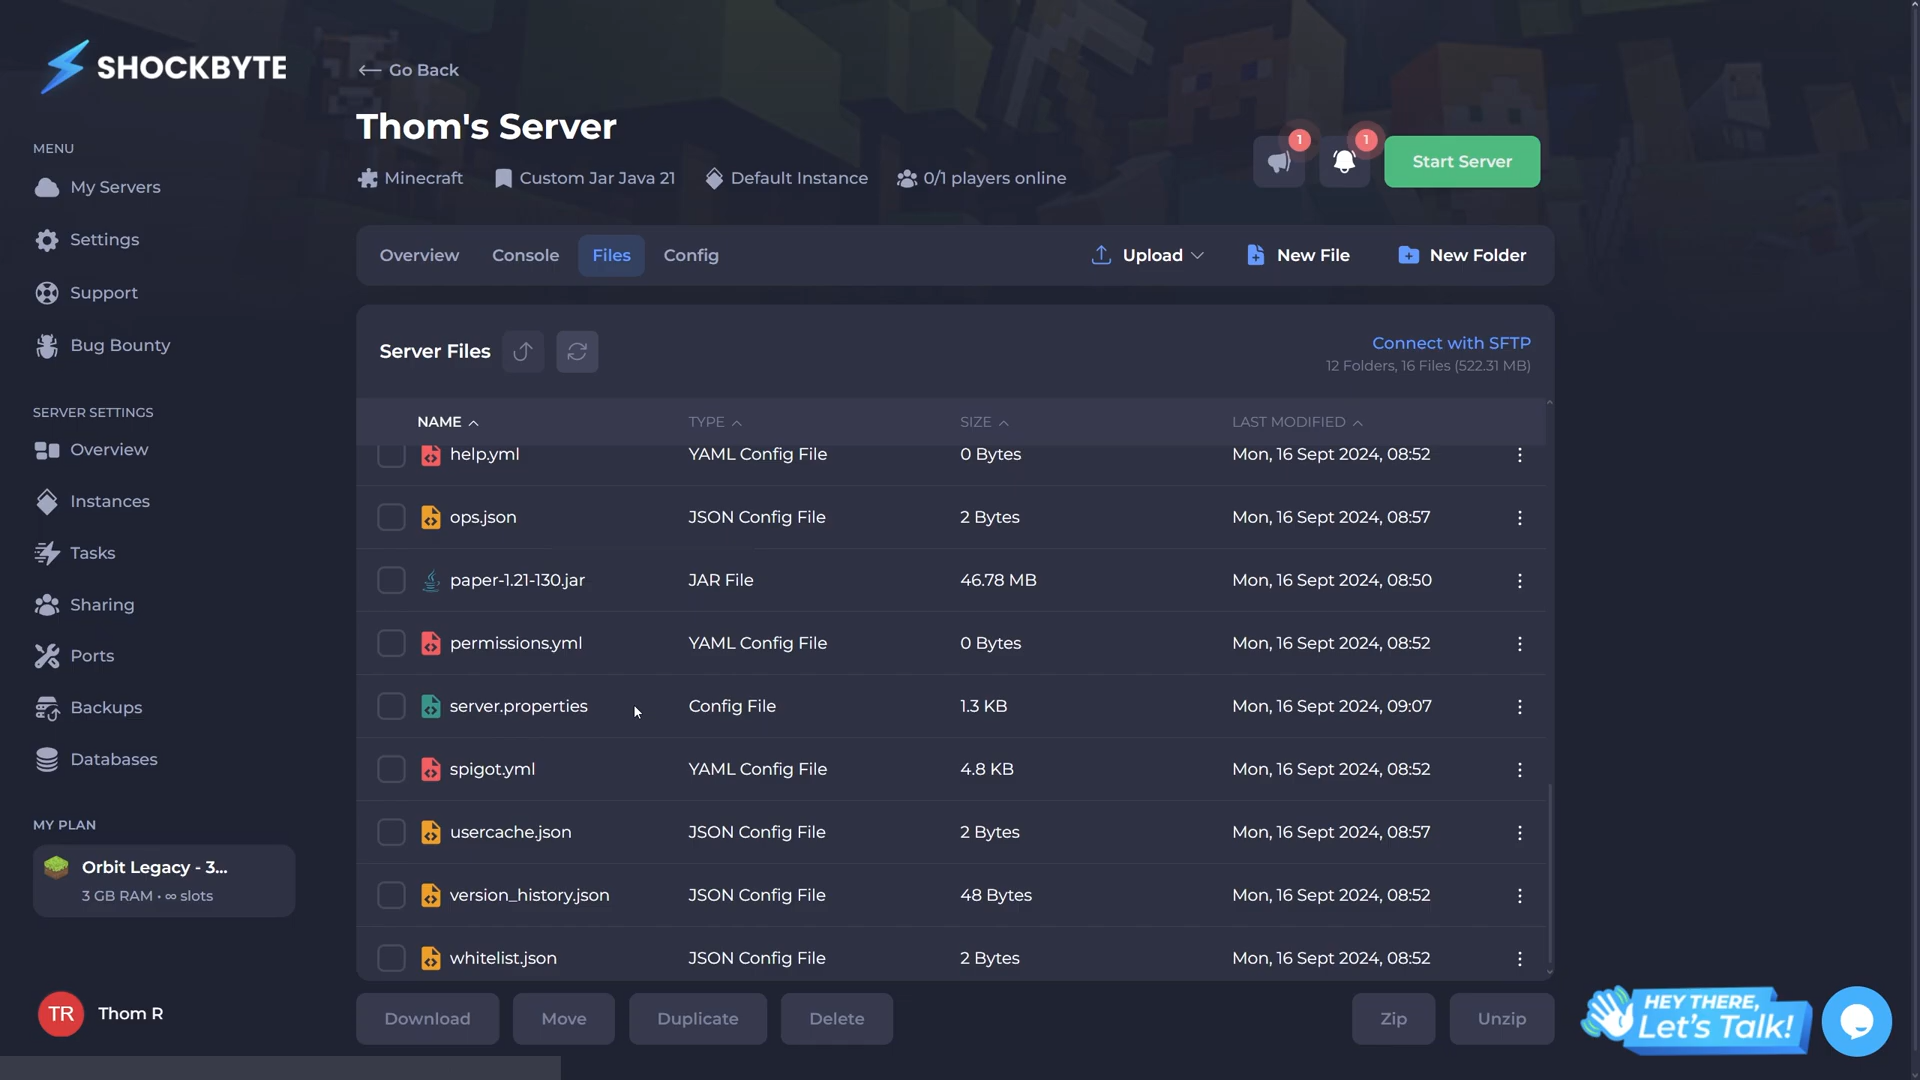 SHOCKBYTE
MENU
My Servers
Settings
Support
Bug Bounty
SERVER SETTINGS
Overview
Instances
Tasks
Sharing
Ports
Backups
Databases
MY PLAN
Orbit Legacy - 3...
3 GB RAM • ∞ slots
TR Thom R
Go Back
Thom's Server
Minecraft Custom Jar Java 21 Default Instance 0/1 players online
1 1 Start Server
Overview Console Files Config Upload New File New Folder
Server Files
Connect with SFTP
12 Folders, 16 Files (522.31 MB)
NAME TYPE SIZE LAST MODIFIED
help.yml YAML Config File 0 Bytes Mon, 16 Sept 2024, 08:52
ops.json JSON Config File 2 Bytes Mon, 16 Sept 2024, 08:57
paper-1.21-130.jar JAR File 46.78 MB Mon, 16 Sept 2024, 08:50
permissions.yml YAML Config File 0 Bytes Mon, 16 Sept 2024, 08:52
server.properties Config File 1.3 KB Mon, 16 Sept 2024, 09:07
spigot.yml YAML Config File 4.8 KB Mon, 16 Sept 2024, 08:52
usercache.json JSON Config File 2 Bytes Mon, 16 Sept 2024, 08:57
version_history.json JSON Config File 48 Bytes Mon, 16 Sept 2024, 08:52
whitelist.json JSON Config File 2 Bytes Mon, 16 Sept 2024, 08:52
Download Move Duplicate Delete Zip Unzip
HEY THERE,
Let's Talk!